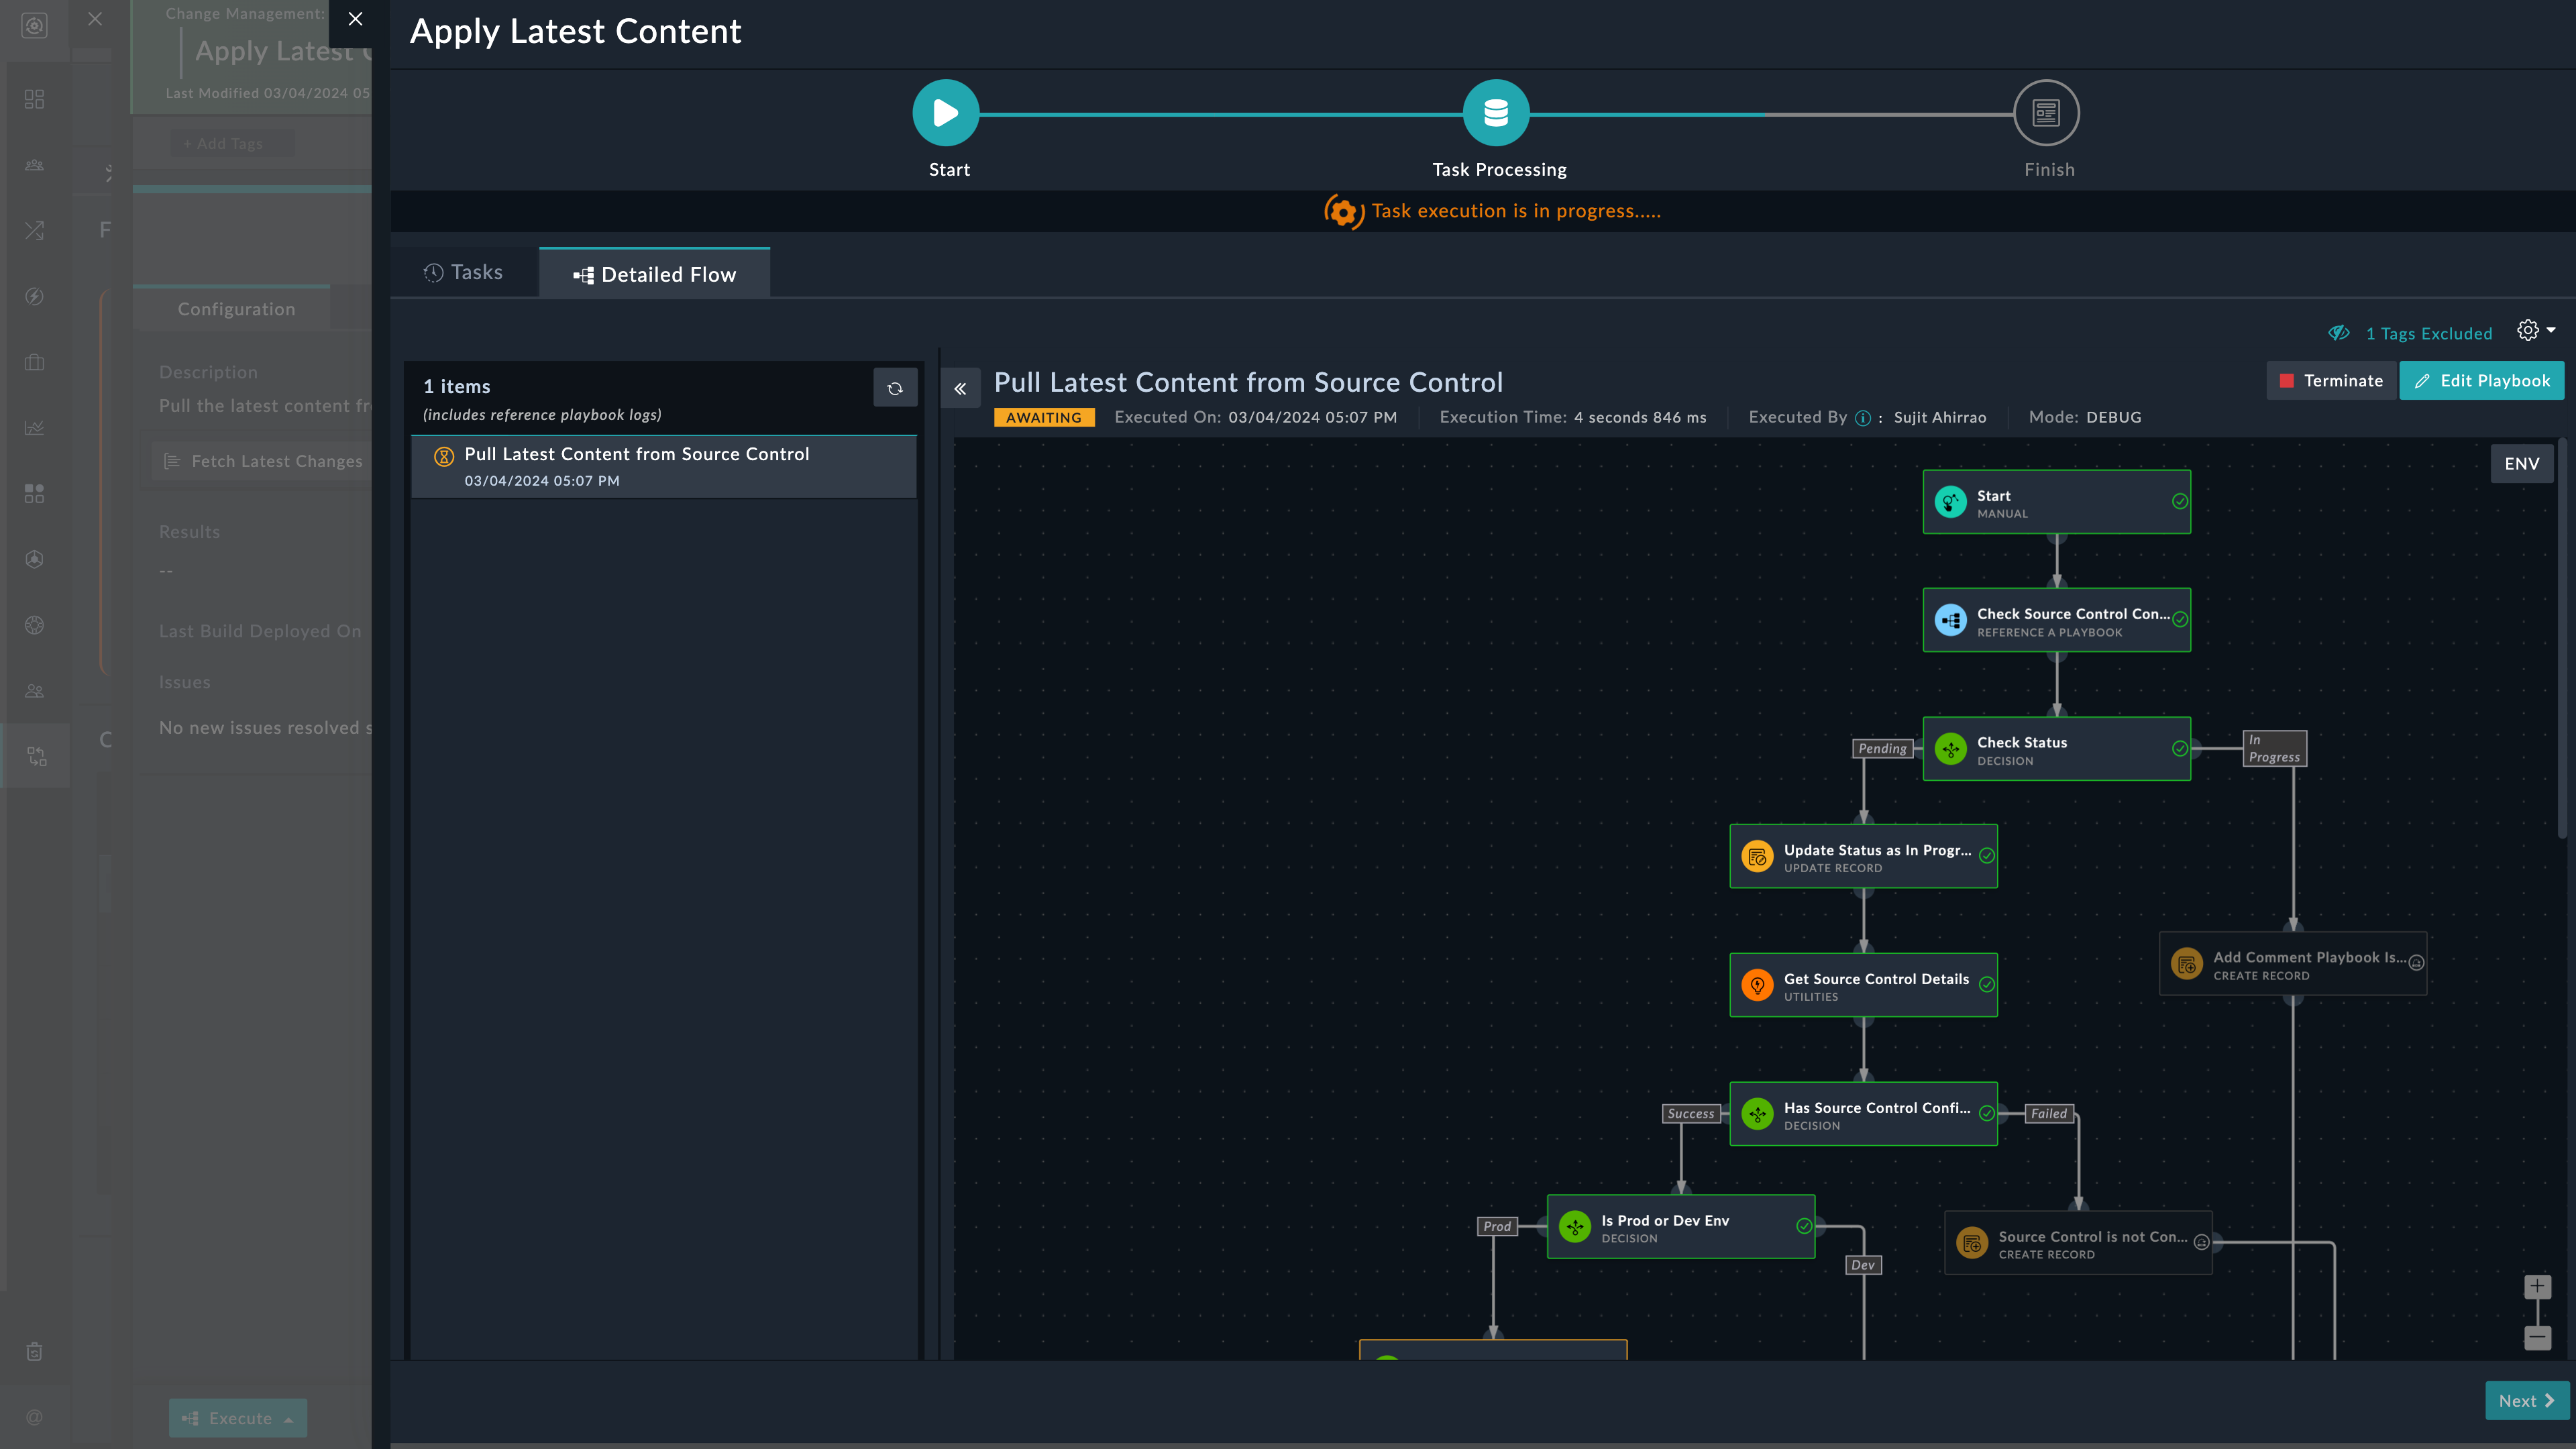 Change Management:
Apply Latest
Last Modified 03/04/2024 05
+ Add Tags
F
Configuration
Description
Pull the latest content fr
Fetch Latest Changes
Results
--
Last Build Deployed On
Issues
No new issues resolved s
C
Execute
Apply Latest Content
Start
Task Processing
Finish
Task execution is in progress.....
Tasks
Detailed Flow
1 Tags Excluded
1 items
(includes reference playbook logs)
Pull Latest Content from Source Control
03/04/2024 05:07 PM
Pull Latest Content from Source Control
Terminate
Edit Playbook
AWAITING Executed On: 03/04/2024 05:07 PM Execution Time: 4 seconds 846 ms Executed By : Sujit Ahirrao Mode: DEBUG
ENV
Start
MANUAL
Check Source Control Con...
REFERENCE A PLAYBOOK
Pending
Check Status
DECISION
In
Progress
Update Status as In Progr...
UPDATE RECORD
Add Comment Playbook Is...
CREATE RECORD
Get Source Control Details
UTILITIES
Success
Has Source Control Confi...
DECISION
Failed
Prod
Is Prod or Dev Env
DECISION
Dev
Source Control is not Con...
CREATE RECORD
Next